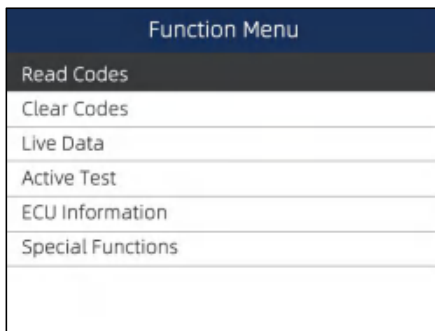 Function Menu
Read Codes
Clear Codes
Live Data
Active Test
ECU Information
Special Functions